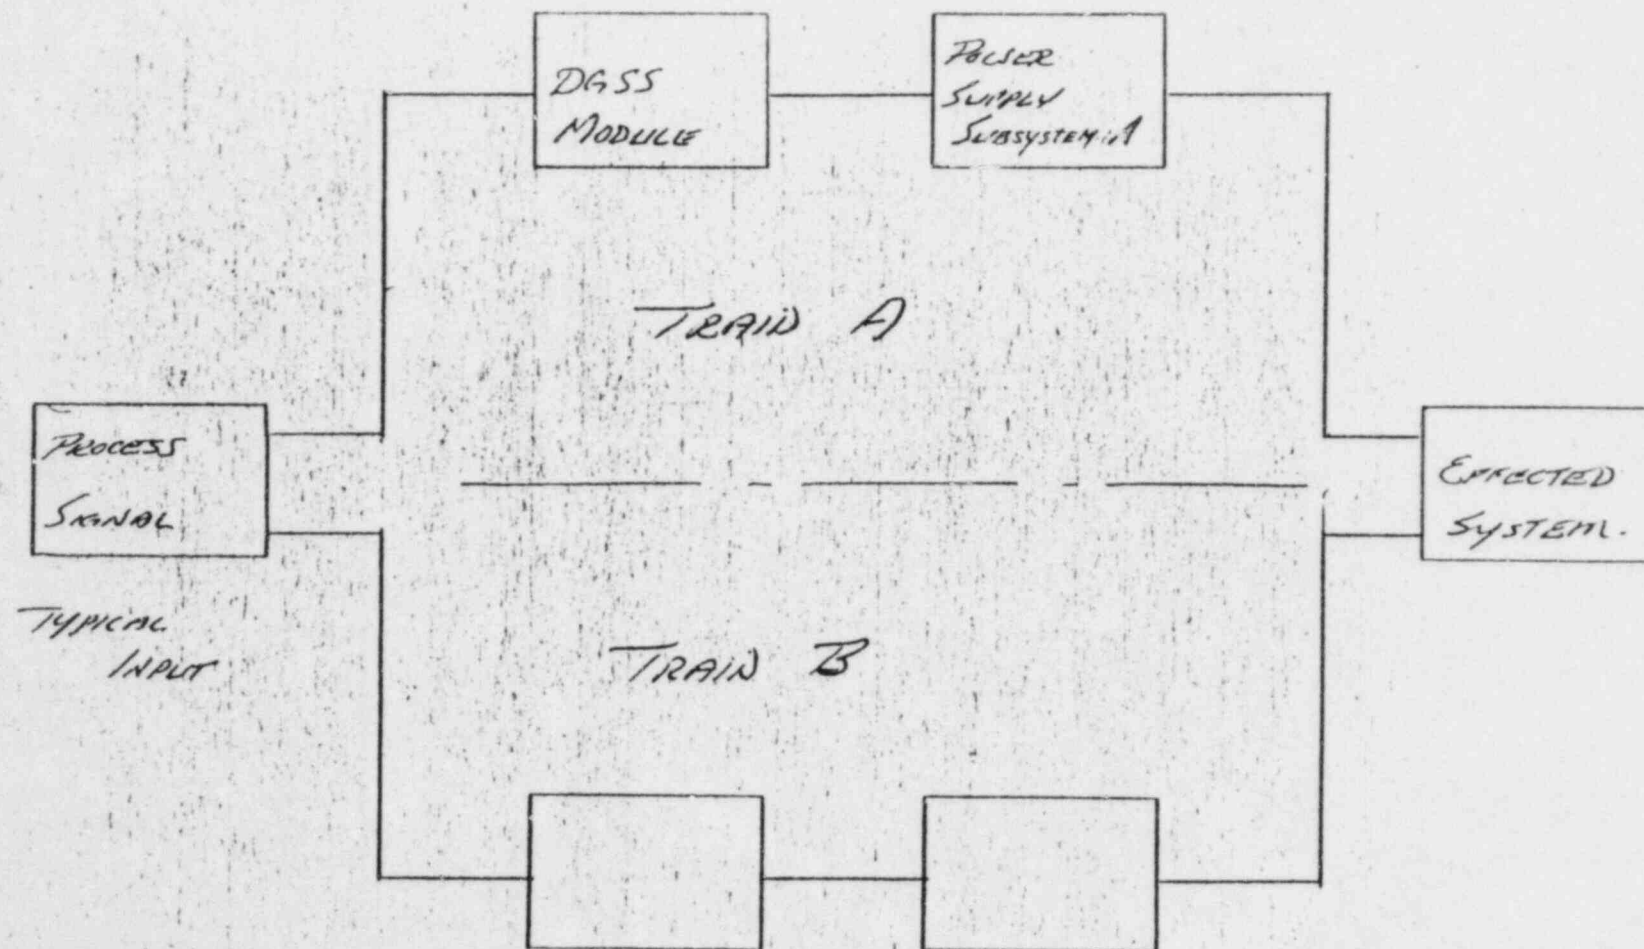 DGSS
MODULE
POWER
SUPPLY
SUBSYSTEM
TRAIN A
PROCESS
SIGNAL
EFFECTED
SYSTEM.
TYPICAL
INPUT
TRAIN B